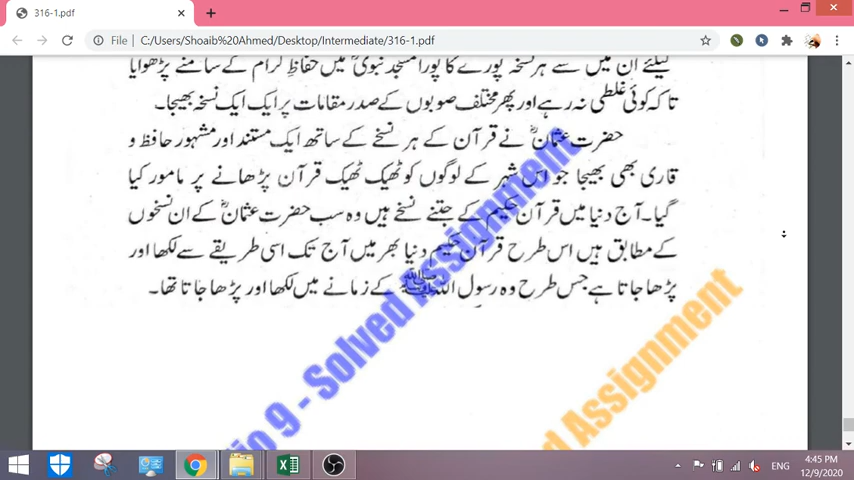 316-1.pdf
File
C:/Users/Shoaib%20Ahmed/Desktop/Intermediate/316-1.pdf
کیلئے ان میں سے ہر نسخہ پورے کا پورا مسجد نبویؐ میں حفاظِ کرام کے سامنے پڑھوایا
تاکہ کوئی غلطی نہ رہے اور پھر مختلف صوبوں کے صدر مقامات پر ایک ایک نسخہ بھیجا۔
حضرت عثمانؓ نے قرآن کے ہر نسخے کے ساتھ ایک مستند اور مشہور حافظ و
قاری بھی بھیجا جو اس شہر کے لوگوں کو ٹھیک ٹھیک قرآن پڑھانے پر مامور کیا
گیا۔ آج دنیا میں قرآن حکیم کے جتنے نسخے ہیں وہ سب حضرت عثمانؓ کے ان نسخوں
کے مطابق ہیں اس طرح قرآن حکیم دنیا بھر میں آج تک اسی طریقے سے لکھا اور
پڑھا جاتا ہے جس طرح وہ رسول اللہ ﷺ کے زمانے میں لکھا اور پڑھا جاتا تھا۔
io 9 - Solved Assignment
d Assignment
ENG
4:45 PM
12/9/2020